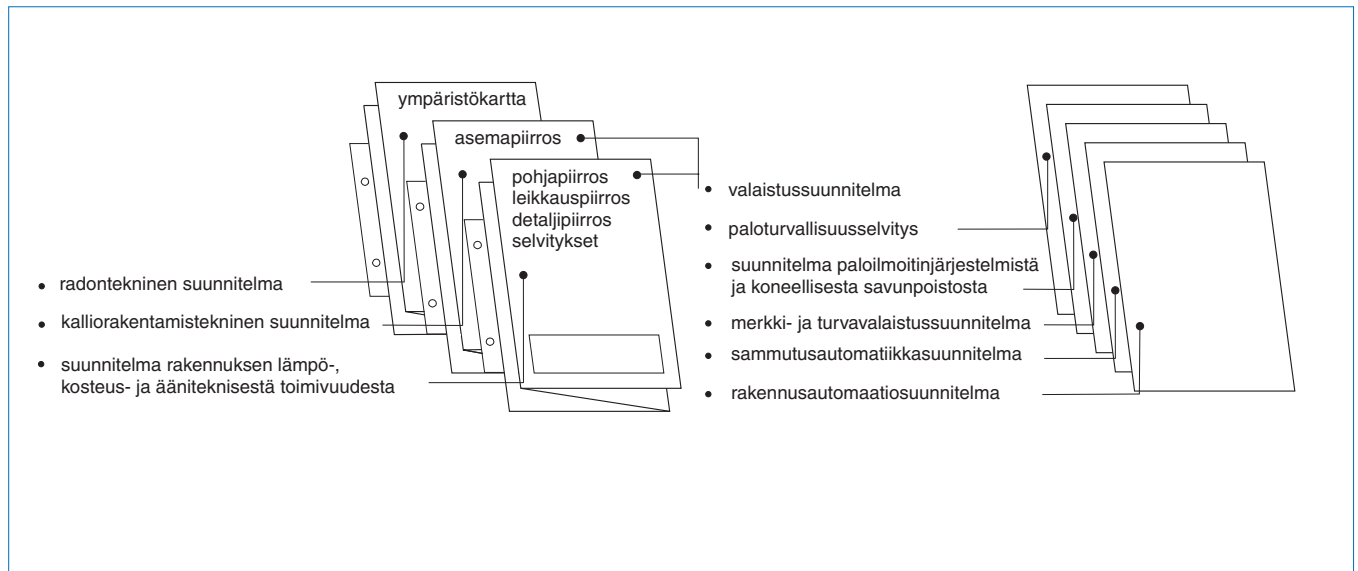 ympäristökartta
asemapiirros
pohjapiirros
leikkauspiirros
detaljipiirros
selvitykset
• radontekninen suunnitelma
• kalliorakentamistekninen suunnitelma
• suunnitelma rakennuksen lämpö-,
kosteus- ja ääniteknisestä toimivuudesta
• valaistussuunnitelma
• paloturvallisuusselvitys
• suunnitelma paloilmoitinjärjestelmistä
ja koneellisesta savunpoistosta
• merkki- ja turvavalaistussuunnitelma
• sammutusautomatiikkasuunnitelma
• rakennusautomaatiosuunnitelma